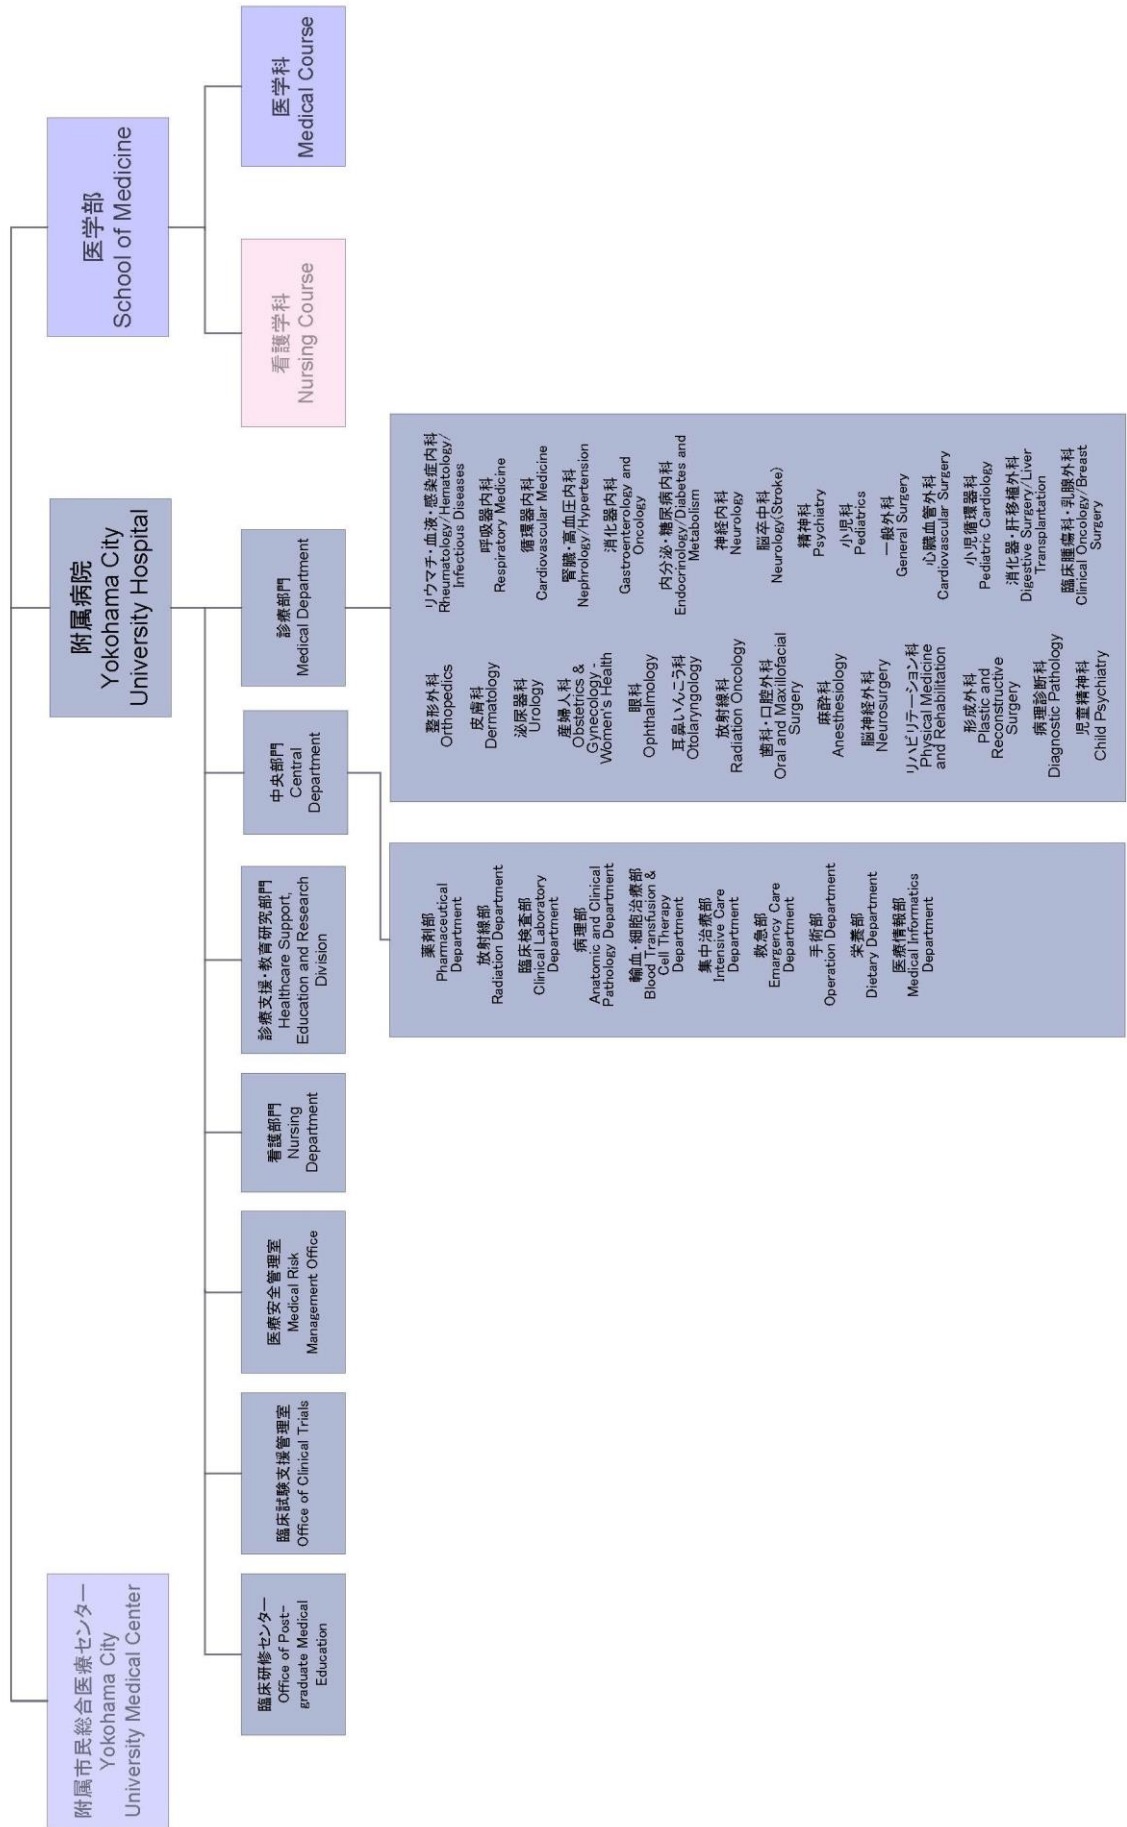 附属市民総合医療センター
Yokohama City
University Medical Center
附属病院
Yokohama City
University Hospital
医学部
School of Medicine
臨床研修センター
Office of Post-
graduate Medical
Education
臨床試験支援管理室
Office of Clinical Trials
医療安全管理室
Medical Risk
Management Office
看護部門
Nursing
Department
診療支援・教育研究部門
Healthcare Support,
Education and Research
Division
中央部門
Central
Department
診療部門
Medical Department
看護学科
Nursing Course
医学科
Medical Course
薬剤部
Pharmaceutical
Department
放射線部
Radiation Department
臨床検査部
Clinical Laboratory
Department
病理部
Anatomic and Clinical
Pathology Department
輸血・細胞治療部
Blood Transfusion &
Cell Therapy
Department
集中治療部
Intensive Care
Department
救急部
Emargency Care
Department
手術部
Operation Department
栄養部
Dietary Department
医療情報部
Medical Informatics
Department
整形外科
Orthopedics
皮膚科
Dermatology
泌尿器科
Urology
産婦人科
Obstetrics &
Gynecology -
Women's Health
眼科
Ophthalmology
耳鼻いんこう科
Otolaryngology
放射線科
Radiation Oncology
歯科・口腔外科
Oral and Maxillofacial
Surgery
麻酔科
Anesthesiology
脳神経外科
Neurosurgery
リハビリテーション科
Physical Medicine
and Rehabilitation
形成外科
Plastic and
Reconstructive
Surgery
病理診断科
Diagnostic Pathology
児童精神科
Child Psychiatry
リウマチ・血液・感染症内科
Rheumatology/Hematology/
Infectious Diseases
呼吸器内科
Respiratory Medicine
循環器内科
Cardiovascular Medicine
腎臓・高血圧内科
Nephrology/Hypertension
消化器内科
Gastroenterology and
Oncology
内分泌・糖尿病内科
Endocrinology/Diabetes and
Metabolism
神経内科
Neurology
脳卒中科
Neurology(Stroke)
精神科
Psychiatry
小児科
Pediatrics
一般外科
General Surgery
心臓血管外科
Cardiovascular Surgery
小児循環器科
Pediatric Cardiology
消化器・肝移植外科
Digestive Surgery/Liver
Transplantation
臨床腫瘍科・乳腺外科
Clinical Oncology/Breast
Surgery